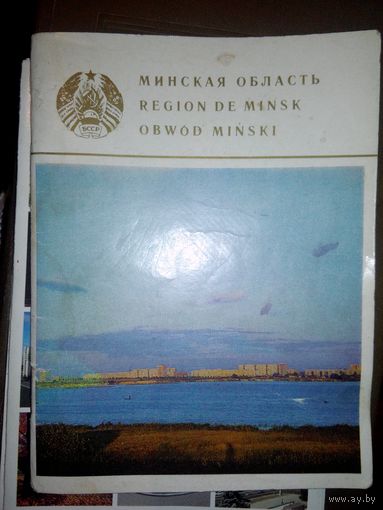 МИНСКАЯ ОБЛАСТЬ
REGION DE MINSK
OBWÓD MIŃSKI
БССР
www.ay.by